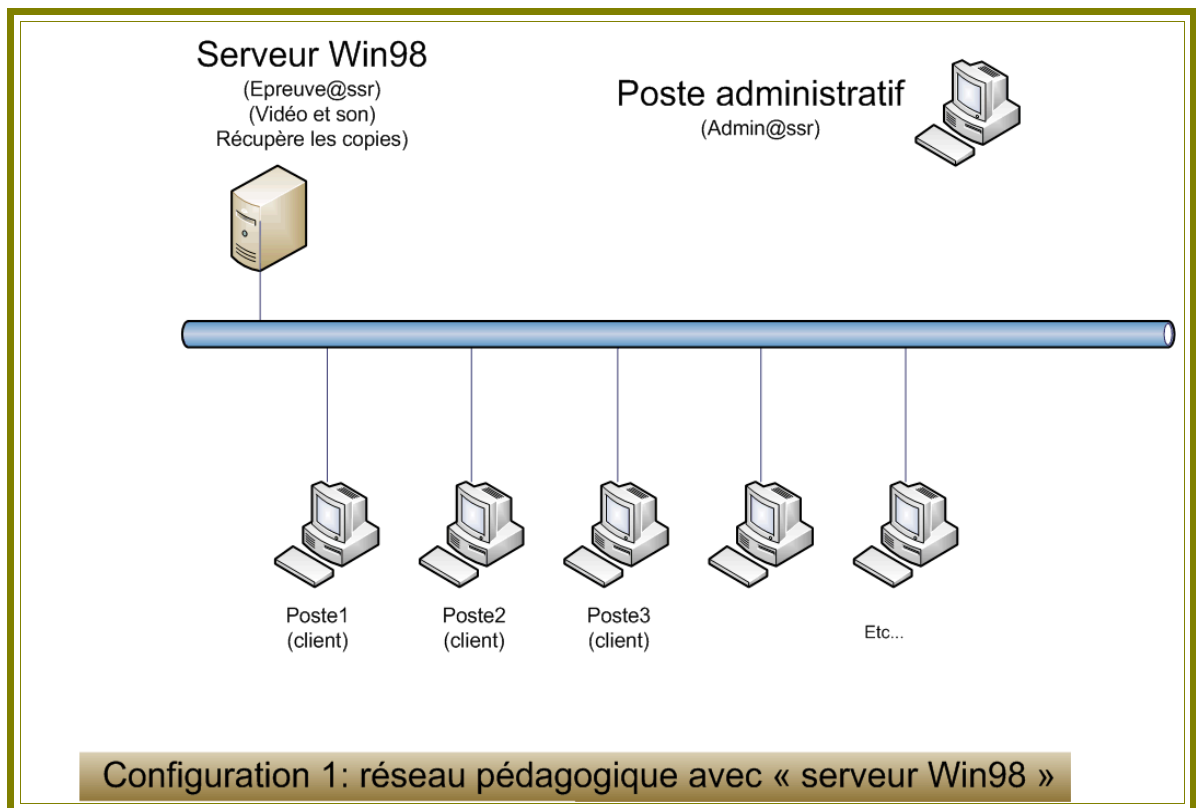 Serveur Win98
(Epreuve@ssr)
(Vidéo et son)
Récupère les copies)
Poste administratif
(Admin@ssr)
Poste1
(client)
Poste2
(client)
Poste3
(client)
Etc...
Configuration 1: réseau pédagogique avec « serveur Win98 »